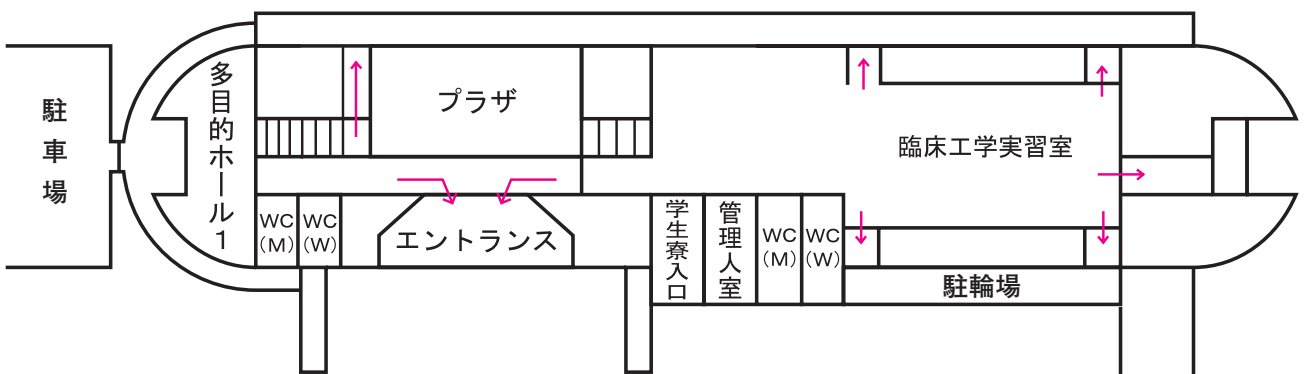 駐車場
多目的ホール1
プラザ
臨床工学実習室
WC
(M)
WC
(W)
エントランス
学生寮入口
管理人室
WC
(M)
WC
(W)
駐輪場